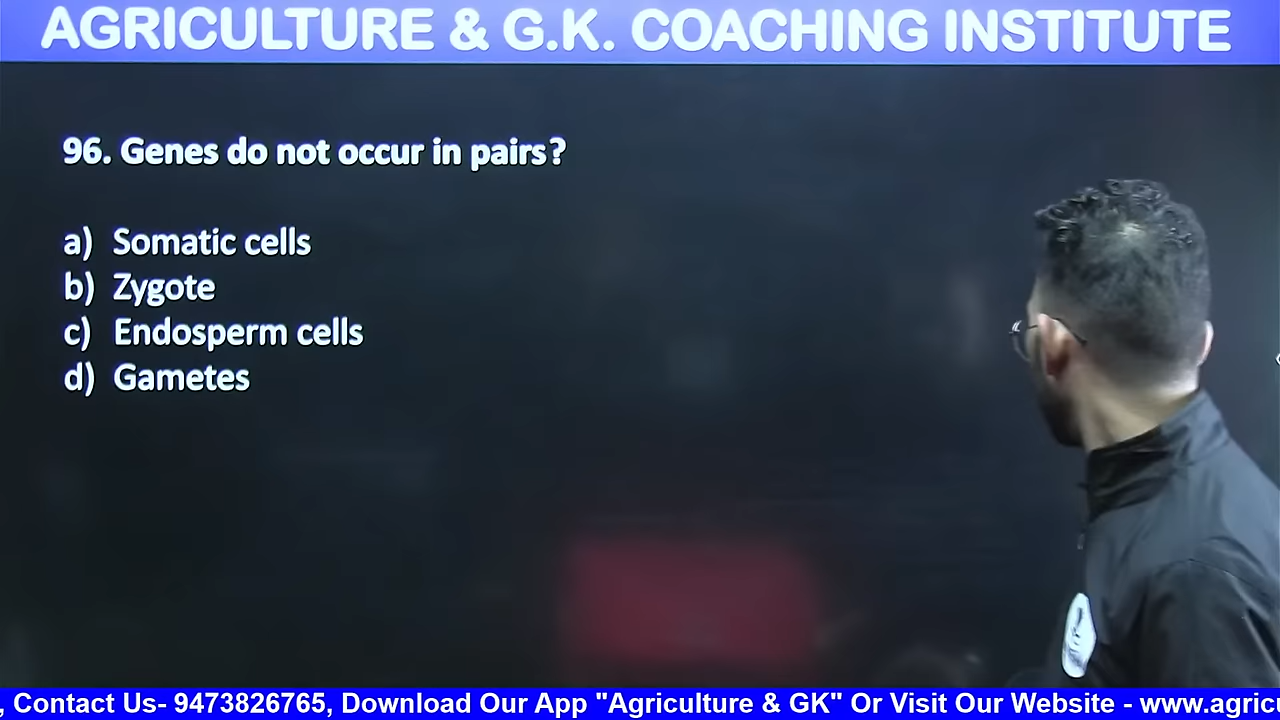 AGRICULTURE & G.K. COACHING INSTITUTE
96. Genes do not occur in pairs?
a) Somatic cells
b) Zygote
c) Endosperm cells
d) Gametes
, Contact Us- 9473826765, Download Our App "Agriculture & GK" Or Visit Our Website - www.agric